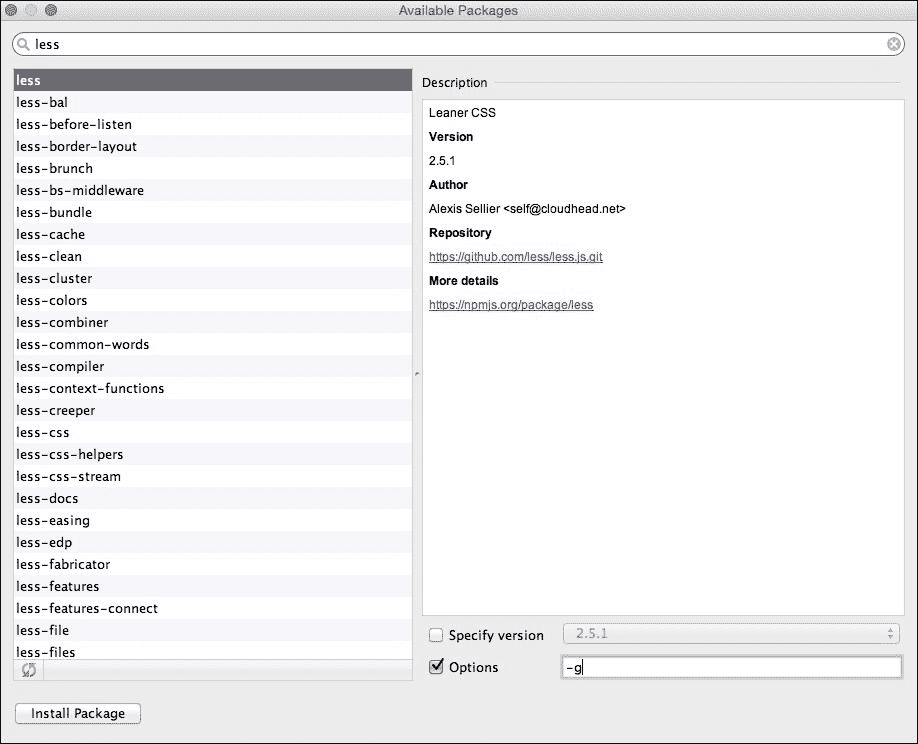 Available Packages
less
less
less-bal
less-before-listen
less-border-layout
less-brunch
less-bs-middleware
less-bundle
less-cache
less-clean
less-cluster
less-colors
less-combiner
less-common-words
less-compiler
less-context-functions
less-creeper
less-css
less-css-helpers
less-css-stream
less-docs
less-easing
less-edp
less-fabricator
less-features
less-features-connect
less-file
less-files
Install Package
Description
Leaner CSS
Version
2.5.1
Author
Alexis Sellier <self@cloudhead.net>
Repository
https://github.com/less/less.js.git
More details
https://npmjs.org/package/less
Specify version 2.5.1
Options -g